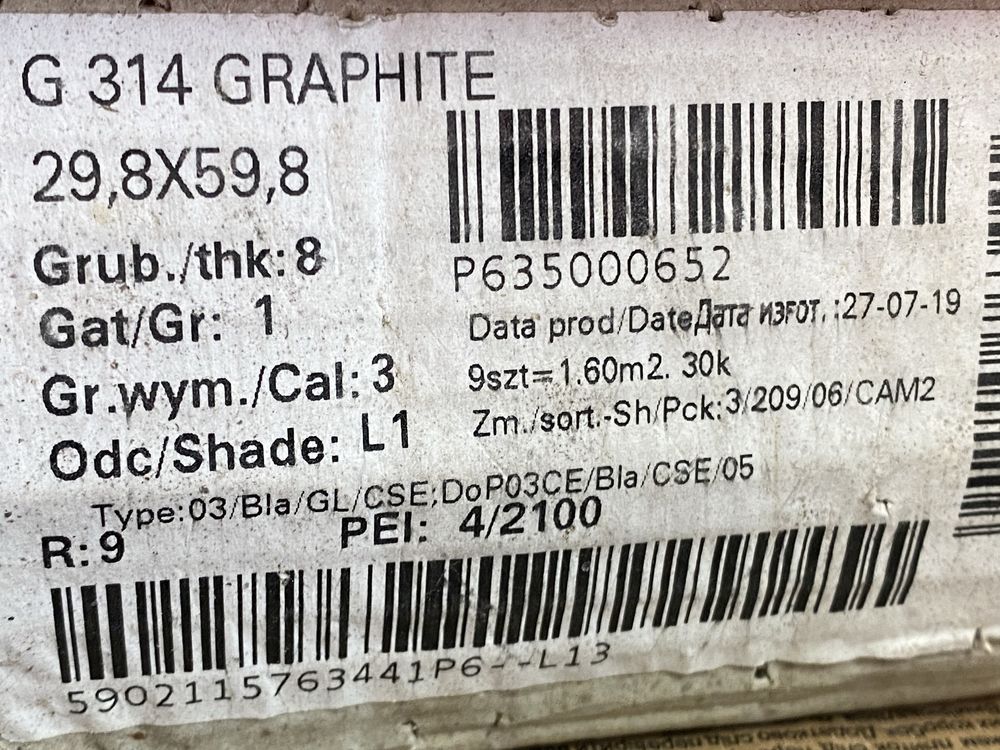 G 314 GRAPHITE
29,8X59,8
Grub./thk: 8
Gat/Gr: 1
Gr.wym./Cal: 3
Odc/Shade: L1
P635000652
Data prod/DateДата изгот.:27-07-19
9szt=1.60m2. 30k
Zm./sort.-Sh/Pck:3/209/06/CAM2
Type:03/Bla/GL/CSE;DoP03CE/Bla/CSE/05
R: 9 PEI: 4/2100
5902115763441P6--L13